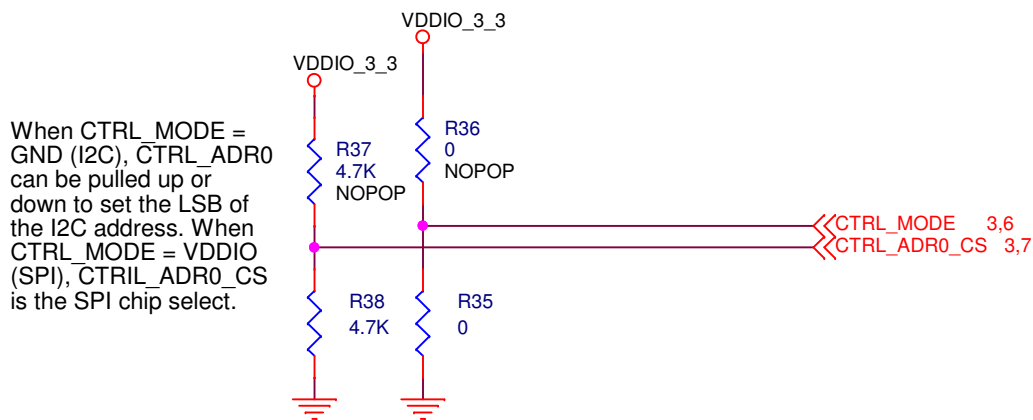 VDDIO_3_3
VDDIO_3_3
When CTRL_MODE =
GND (I2C), CTRL_ADR0
can be pulled up or
down to set the LSB of
the I2C address. When
CTRL_MODE = VDDIO
(SPI), CTRIL_ADR0_CS
is the SPI chip select.
R37
4.7K
NOPOP
R36
0
NOPOP
CTRL_MODE 3,6
CTRL_ADR0_CS 3,7
R38
4.7K
R35
0